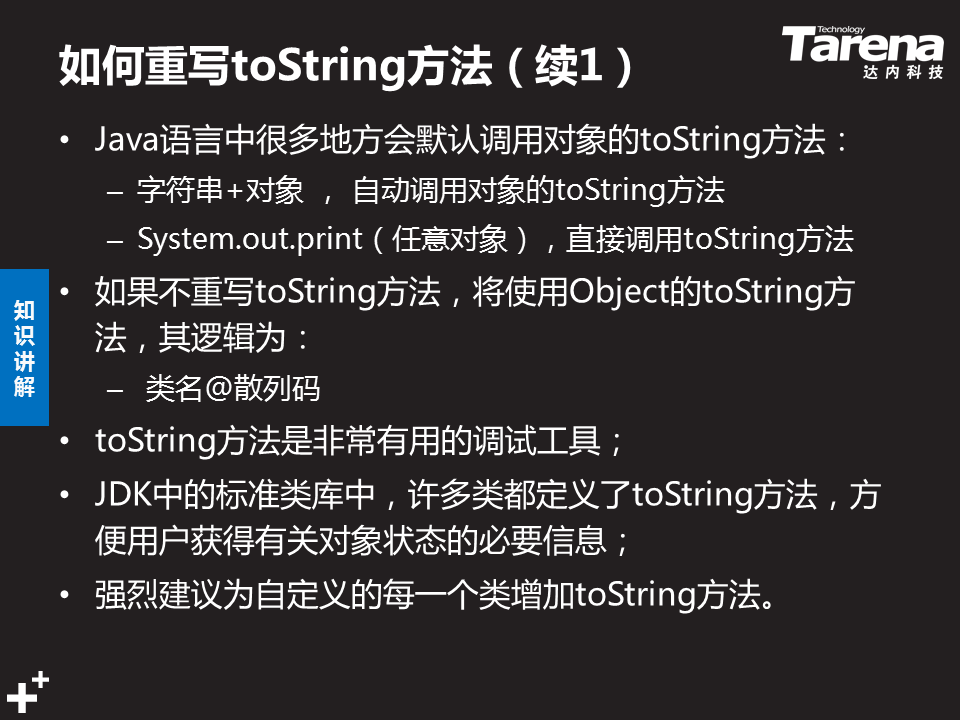 如何重写toString方法（续1）
Technology
Tarena
达内科技
• Java语言中很多地方会默认调用对象的toString方法：
– 字符串+对象 ， 自动调用对象的toString方法
– System.out.print（任意对象），直接调用toString方法
• 如果不重写toString方法，将使用Object的toString方
法，其逻辑为：
– 类名@散列码
• toString方法是非常有用的调试工具；
• JDK中的标准类库中，许多类都定义了toString方法，方
便用户获得有关对象状态的必要信息；
• 强烈建议为自定义的每一个类增加toString方法。
知
识
讲
解